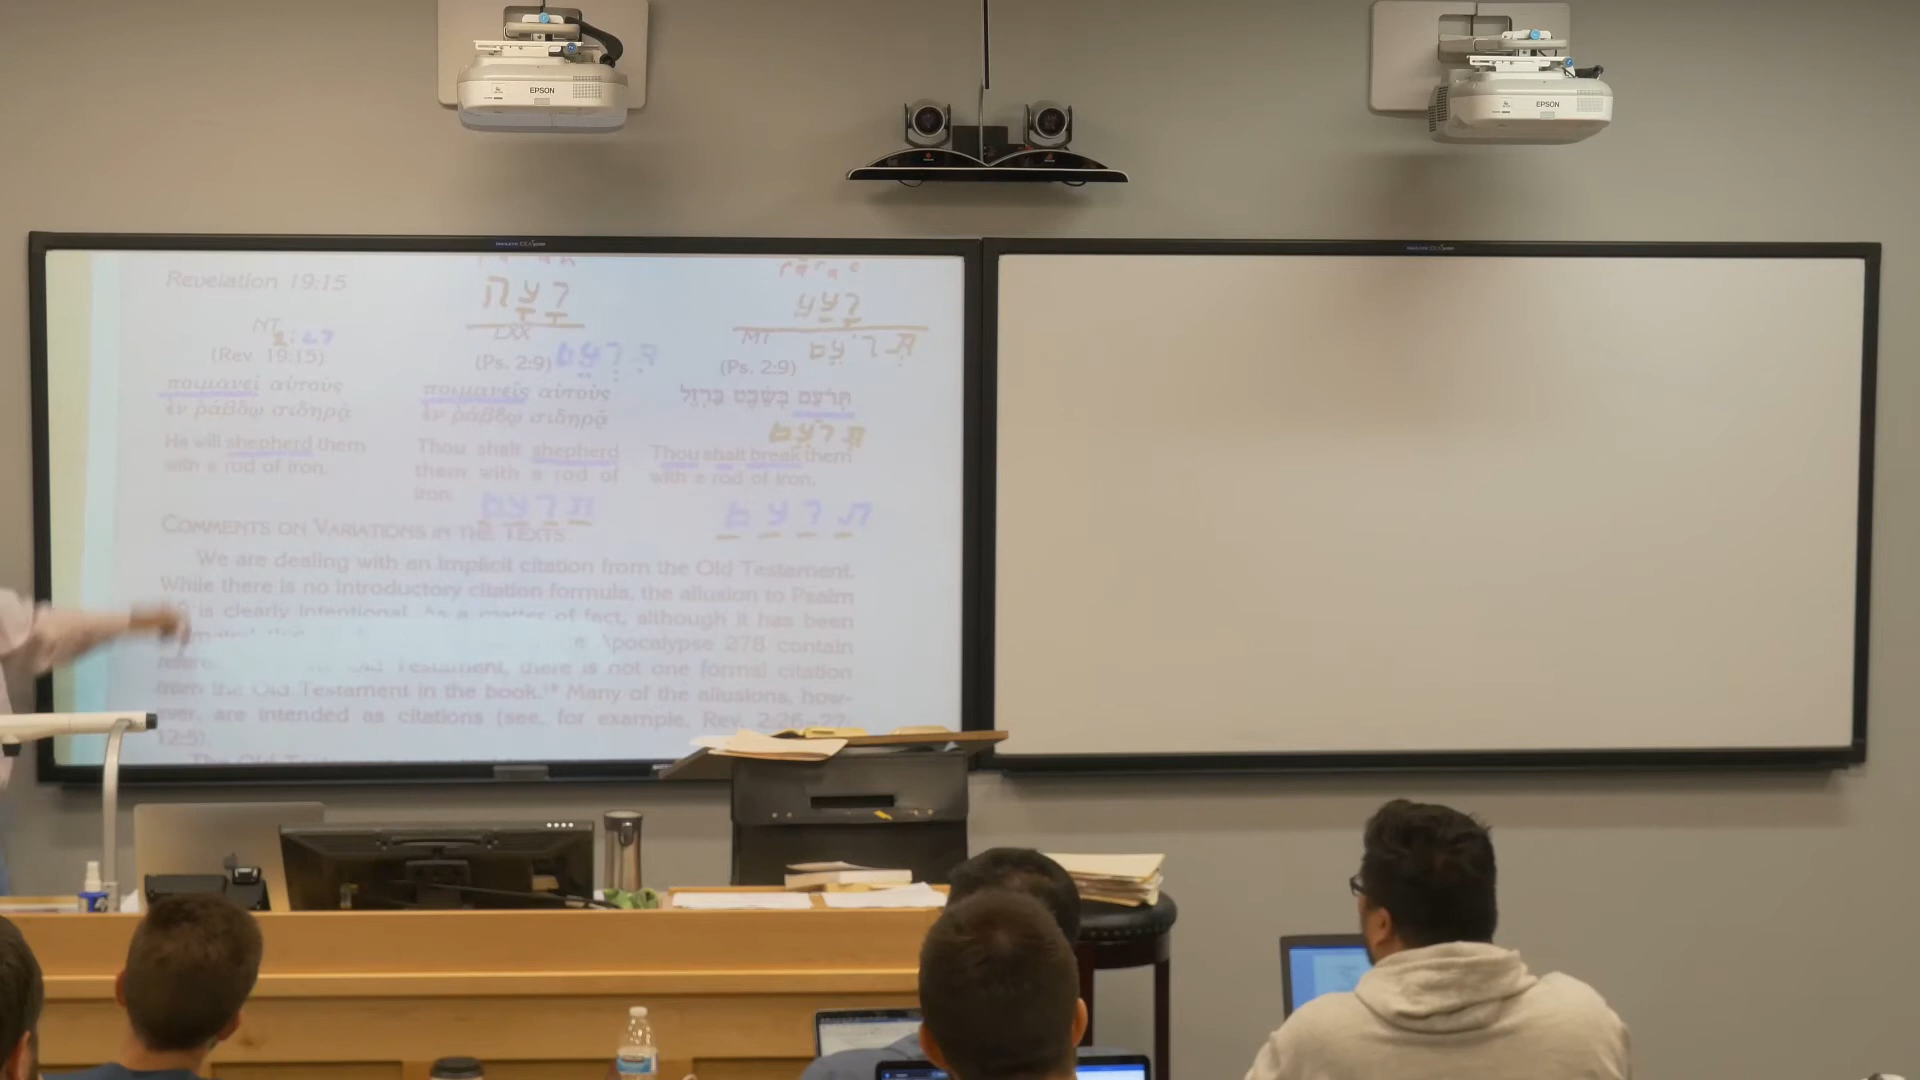 EPSON
EPSON
Revelation 19:15
רָעָה
רָעַע
NT
2:27
LXX
MT
(Rev. 19:15)
(Ps. 2:9)
(Ps. 2:9)
ποιμανεῖ αὐτοὺς
ἐν ῥάβδῳ σιδηρᾷ
ποιμανεῖς αὐτοὺς
ἐν ῥάβδῳ σιδηρᾷ
תְּרֹעֵם בְּשֵׁבֶט בַּרְזֶל
He will shepherd them
with a rod of iron.
Thou shalt shepherd
them with a rod of
iron
Thou shalt break them
with a rod of iron.
תרעם
תרעם
COMMENTS ON VARIATIONS IN THE TEXTS
We are dealing with an implicit citation from the Old Testament.
While there is no introductory citation formula, the allusion to Psalm
is clearly intentional. As a matter of fact, although it has been
Apocalypse 278 contain
Old Testament, there is not one formal citation
from the Old Testament in the book. Many of the allusions, how-
ever, are intended as citations (see, for example, Rev. 2:26–27;
12:5).